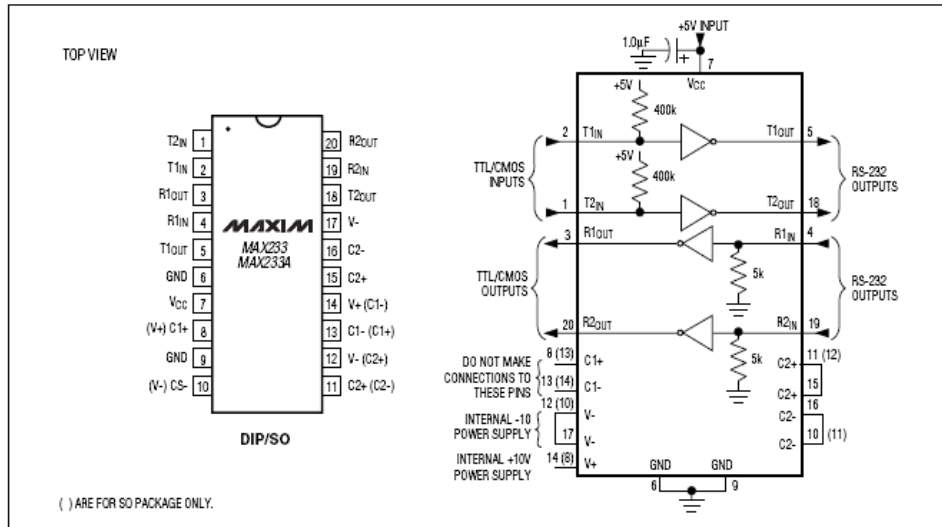 TOP VIEW
T2IN 1
T1IN 2
R1OUT 3
R1IN 4
T1OUT 5
GND 6
VCC 7
(V+) C1+ 8
GND 9
(V-) CS- 10
20 R2OUT
19 R2IN
18 T2OUT
17 V-
16 C2-
15 C2+
14 V+ (C1-)
13 C1- (C1+)
12 V- (C2+)
11 C2+ (C2-)
MAXIM
MAX233
MAX233A
DIP/SO
( ) ARE FOR SO PACKAGE ONLY.
+5V INPUT
1.0µF
+
7
VCC
+5V
400k
2 T1IN
T1OUT 5
+5V
400k
TTL/CMOS
INPUTS
RS-232
OUTPUTS
1 T2IN
T2OUT 18
3 R1OUT
R1IN 4
5k
TTL/CMOS
OUTPUTS
RS-232
OUTPUTS
20 R2OUT
R2IN 19
5k
DO NOT MAKE
CONNECTIONS TO
THESE PINS
8 (13)
C1+
13 (14)
C1-
12 (10)
V-
INTERNAL -10
POWER SUPPLY
17
V-
INTERNAL +10V
POWER SUPPLY
14 (8)
V+
C2+
11 (12)
15
C2+
16
C2-
10
(11)
C2-
GND
GND
6
9